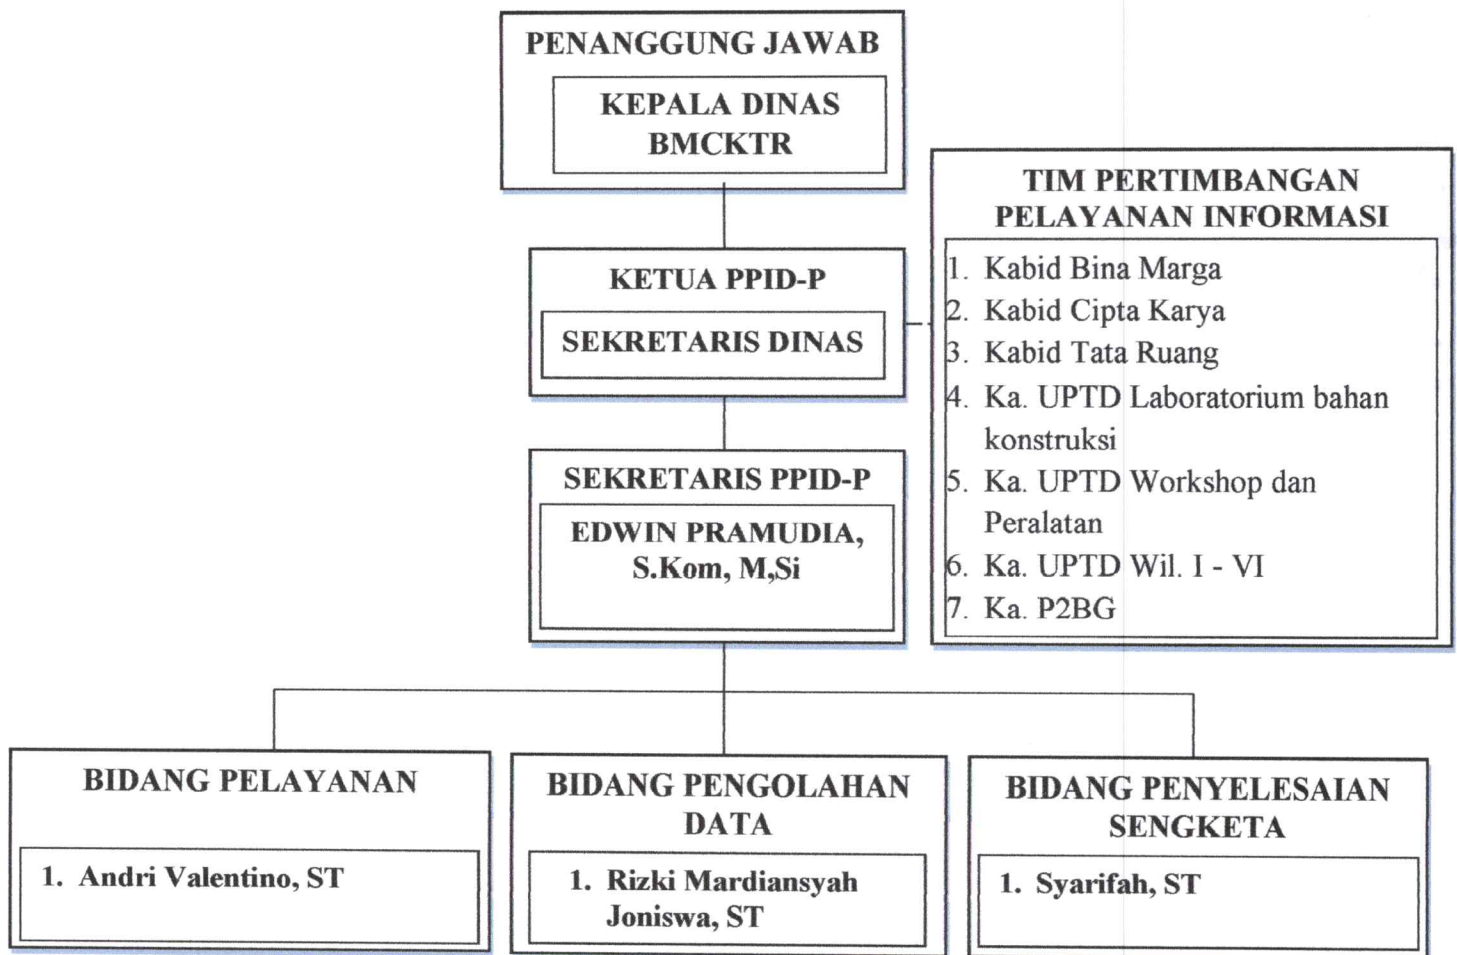 PENANGGUNG JAWAB
KEPALA DINAS
BMCKTR
TIM PERTIMBANGAN
PELAYANAN INFORMASI
1. Kabid Bina Marga
2. Kabid Cipta Karya
3. Kabid Tata Ruang
4. Ka. UPTD Laboratorium bahan
konstruksi
5. Ka. UPTD Workshop dan
Peralatan
6. Ka. UPTD Wil. I - VI
7. Ka. P2BG
KETUA PPID-P
SEKRETARIS DINAS
SEKRETARIS PPID-P
EDWIN PRAMUDIA,
S.Kom, M,Si
BIDANG PELAYANAN
1. Andri Valentino, ST
BIDANG PENGOLAHAN
DATA
1. Rizki Mardiansyah
Joniswa, ST
BIDANG PENYELESAIAN
SENGKETA
1. Syarifah, ST